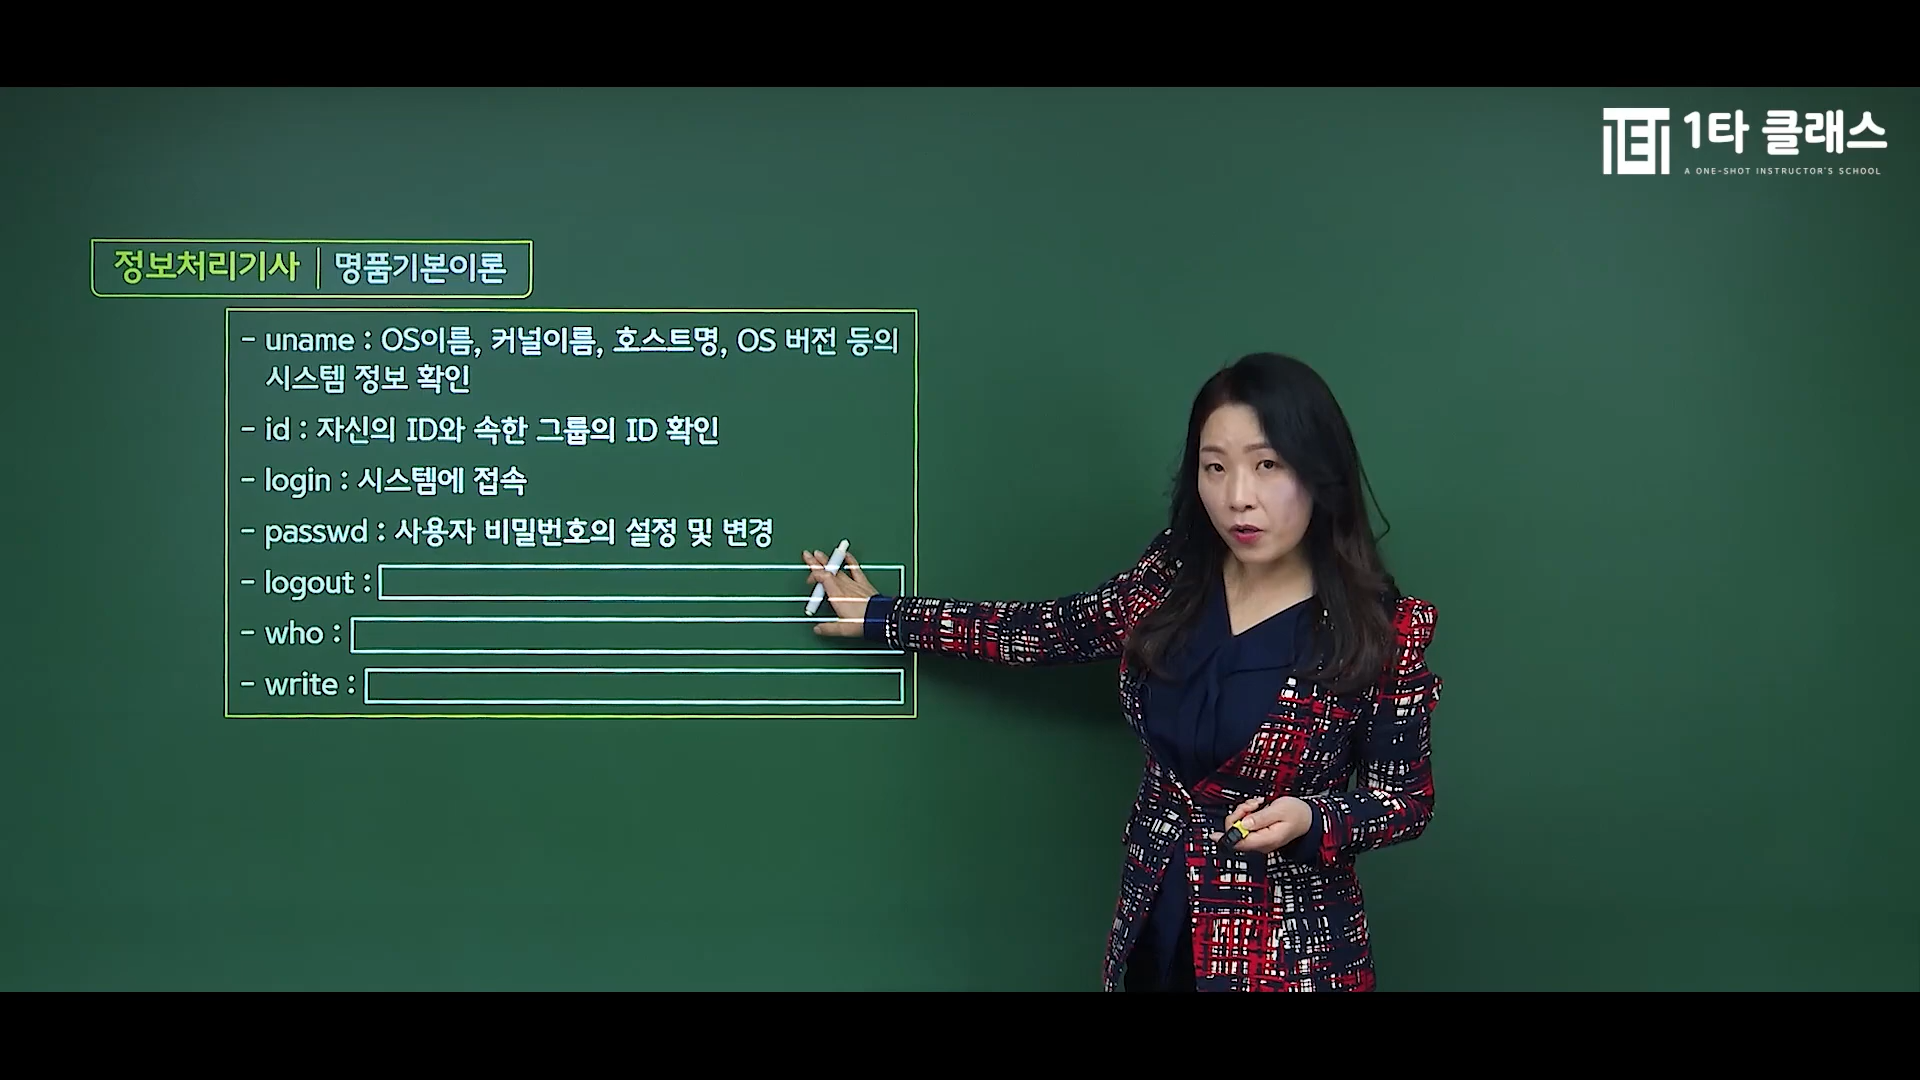 1타 클래스
A ONE-SHOT INSTRUCTOR'S SCHOOL
정보처리기사 | 명품기본이론
- uname : OS이름, 커널이름, 호스트명, OS 버전 등의
시스템 정보 확인
- id : 자신의 ID와 속한 그룹의 ID 확인
- login : 시스템에 접속
- passwd : 사용자 비밀번호의 설정 및 변경
- logout :
- who :
- write :